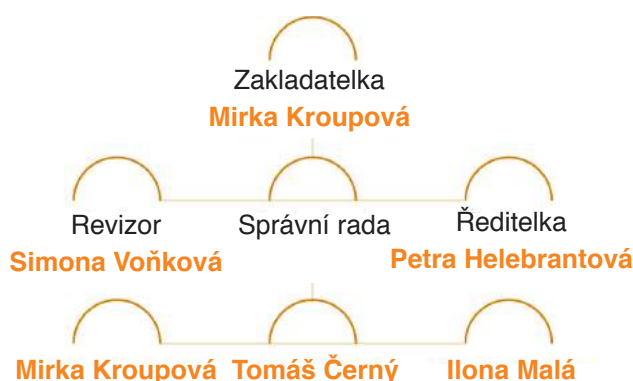 Zakladatelka
Mirka Kroupová
Revizor
Simona Voňková
Správní rada
Ředitelka
Petra Helebrantová
Mirka Kroupová
Tomáš Černý
Ilona Malá